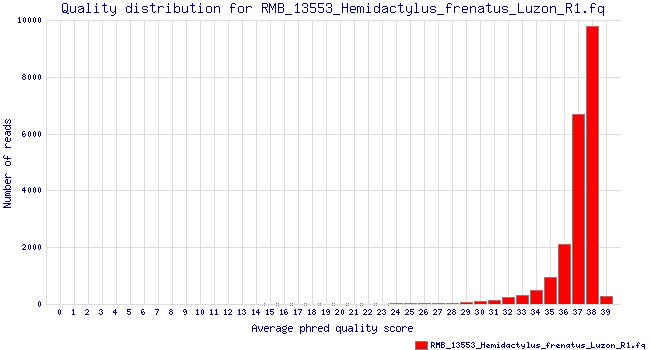 Quality distribution for RMB_13553_Hemidactylus_frenatus_Luzon_R1.fq
10000
8000
6000
4000
2000
0
Number of reads
0 1 2 3 4 5 6 7 8 9 10 11 12 13 14 15 16 17 18 19 20 21 22 23 24 25 26 27 28 29 30 31 32 33 34 35 36 37 38 39
Average phred quality score
RMB_13553_Hemidactylus_frenatus_Luzon_R1.fq